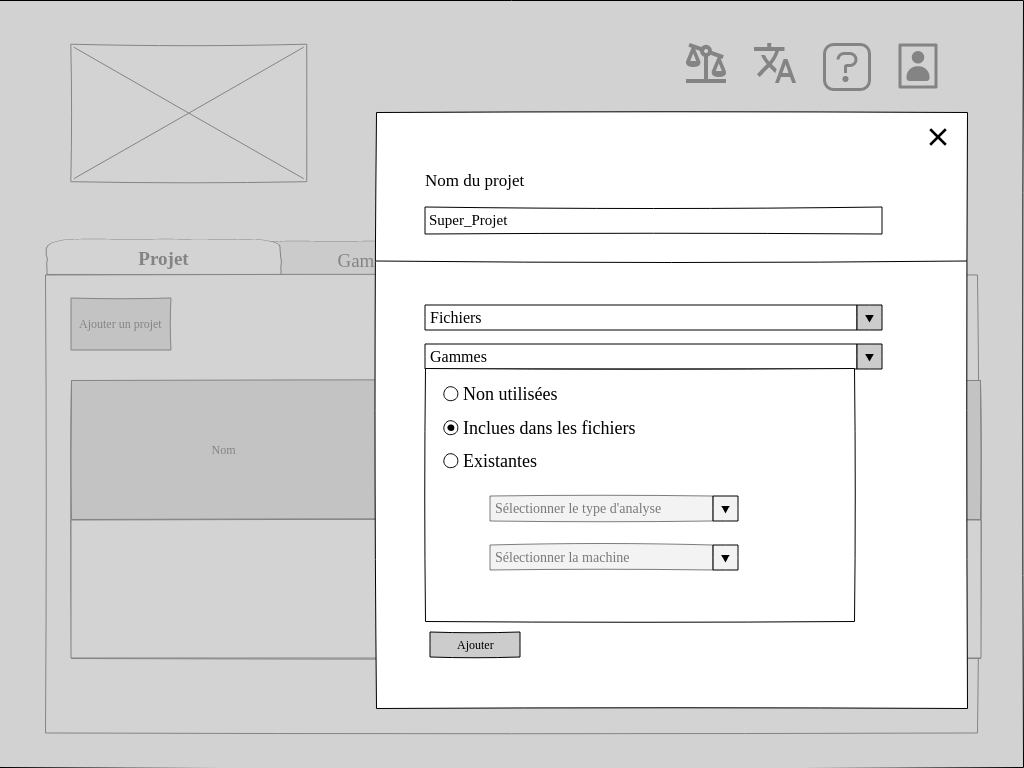 Projet
Gam
Ajouter un projet
Nom
Nom du projet
Super_Projet
Fichiers
Gammes
Non utilisées
Inclues dans les fichiers
Existantes
Sélectionner le type d'analyse
Sélectionner la machine
Ajouter